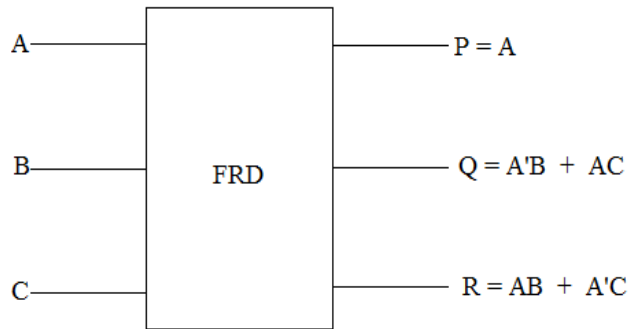 A
P = A
B
FRD
Q = A'B + AC
C
R = AB + A'C